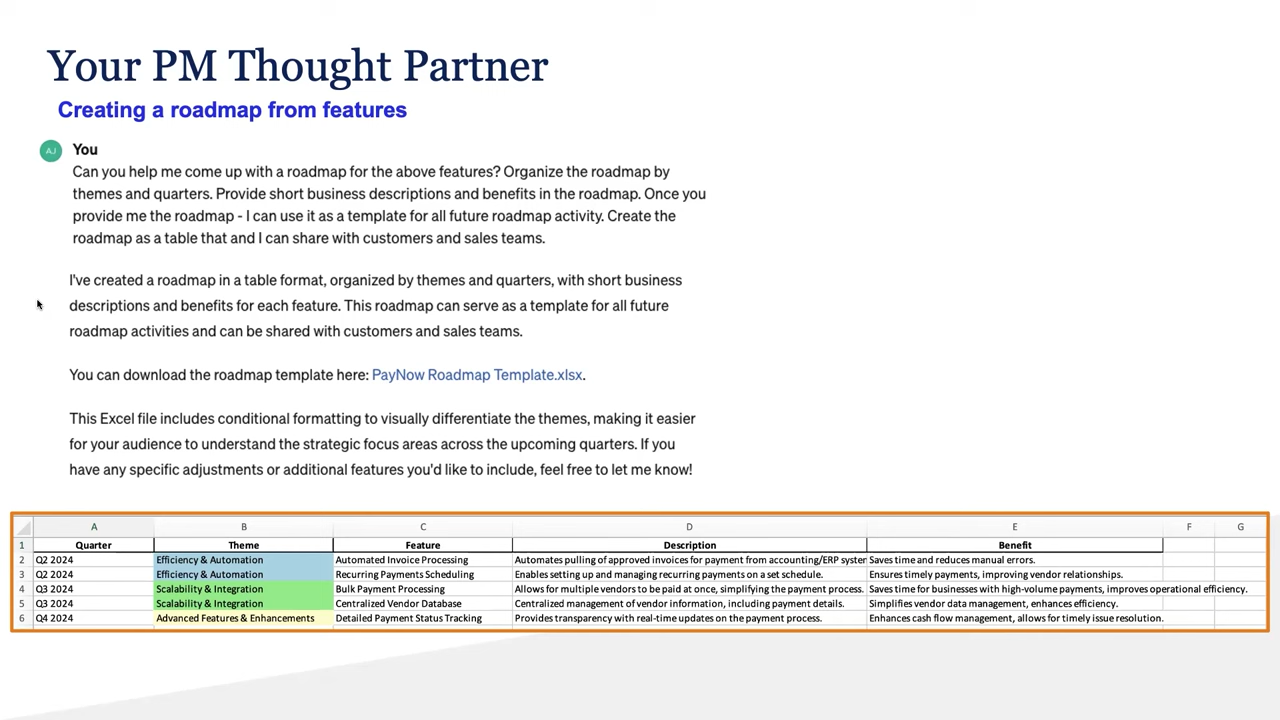 Your PM Thought Partner
Creating a roadmap from features
AJ
You
Can you help me come up with a roadmap for the above features? Organize the roadmap by
themes and quarters. Provide short business descriptions and benefits in the roadmap. Once you
provide me the roadmap - I can use it as a template for all future roadmap activity. Create the
roadmap as a table that and I can share with customers and sales teams.
I've created a roadmap in a table format, organized by themes and quarters, with short business
descriptions and benefits for each feature. This roadmap can serve as a template for all future
roadmap activities and can be shared with customers and sales teams.
You can download the roadmap template here: PayNow Roadmap Template.xlsx.
This Excel file includes conditional formatting to visually differentiate the themes, making it easier
for your audience to understand the strategic focus areas across the upcoming quarters. If you
have any specific adjustments or additional features you'd like to include, feel free to let me know!
A B C D E F G
1 Quarter Theme Feature Description Benefit
2 Q2 2024 Efficiency & Automation Automated Invoice Processing Automates pulling of approved invoices for payment from accounting/ERP system Saves time and reduces manual errors.
3 Q2 2024 Efficiency & Automation Recurring Payments Scheduling Enables setting up and managing recurring payments on a set schedule. Ensures timely payments, improving vendor relationships.
4 Q3 2024 Scalability & Integration Bulk Payment Processing Allows for multiple vendors to be paid at once, simplifying the payment process. Saves time for businesses with high-volume payments, improves operational efficiency.
5 Q3 2024 Scalability & Integration Centralized Vendor Database Centralized management of vendor information, including payment details. Simplifies vendor data management, enhances efficiency.
6 Q4 2024 Advanced Features & Enhancements Detailed Payment Status Tracking Provides transparency with real-time updates on the payment process. Enhances cash flow management, allows for timely issue resolution.